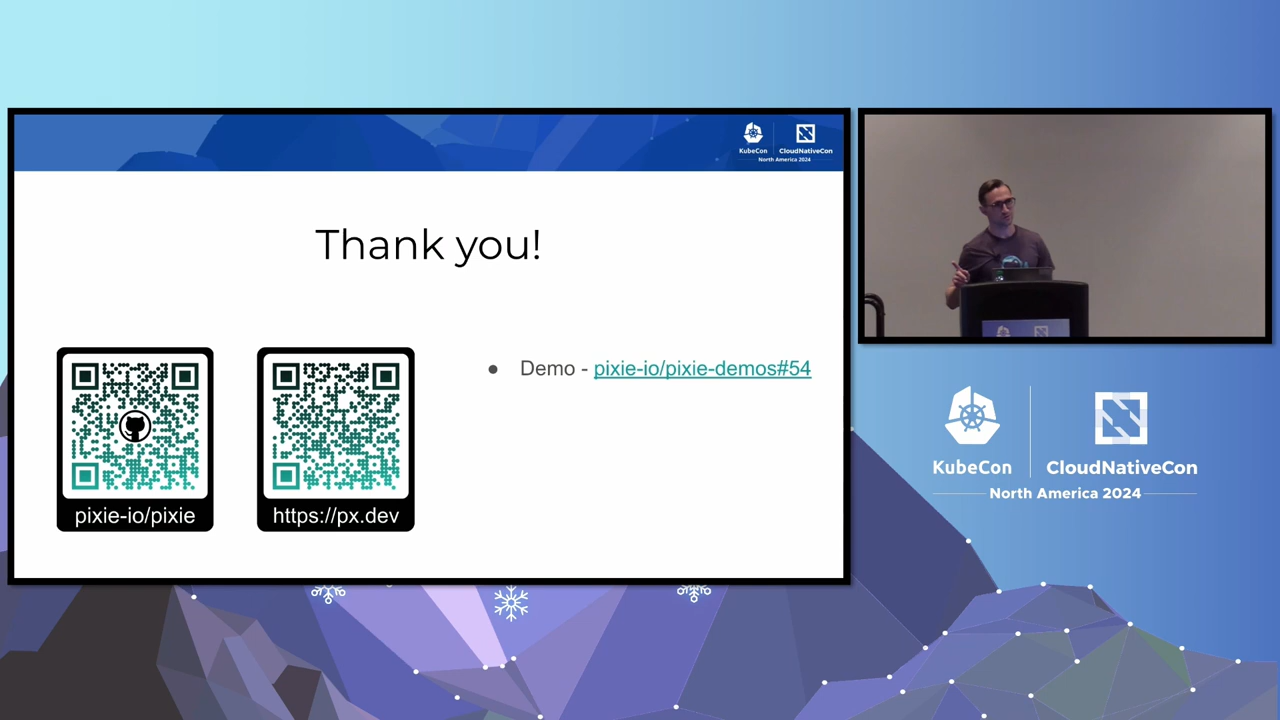 KubeCon
CloudNativeCon
North America 2024
Thank you!
● Demo - pixie-io/pixie-demos#54
pixie-io/pixie
https://px.dev
KubeCon
CloudNativeCon
North America 2024